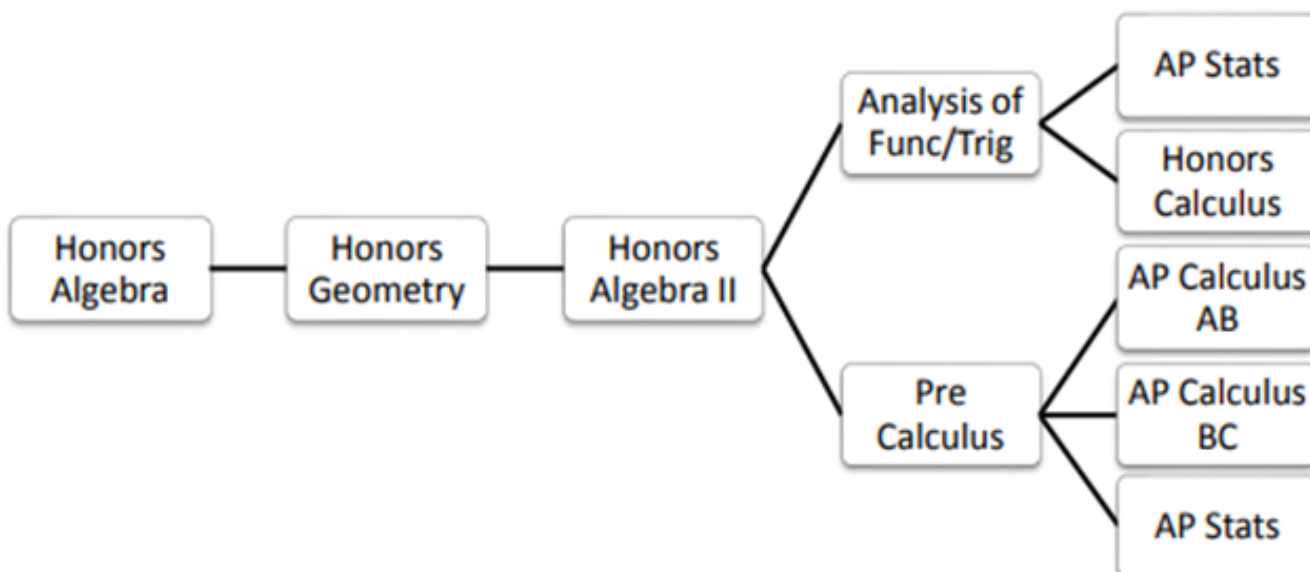 Honors
Algebra
Honors
Geometry
Honors
Algebra II
Analysis of
Func/Trig
Pre
Calculus
AP Stats
Honors
Calculus
AP Calculus
AB
AP Calculus
BC
AP Stats